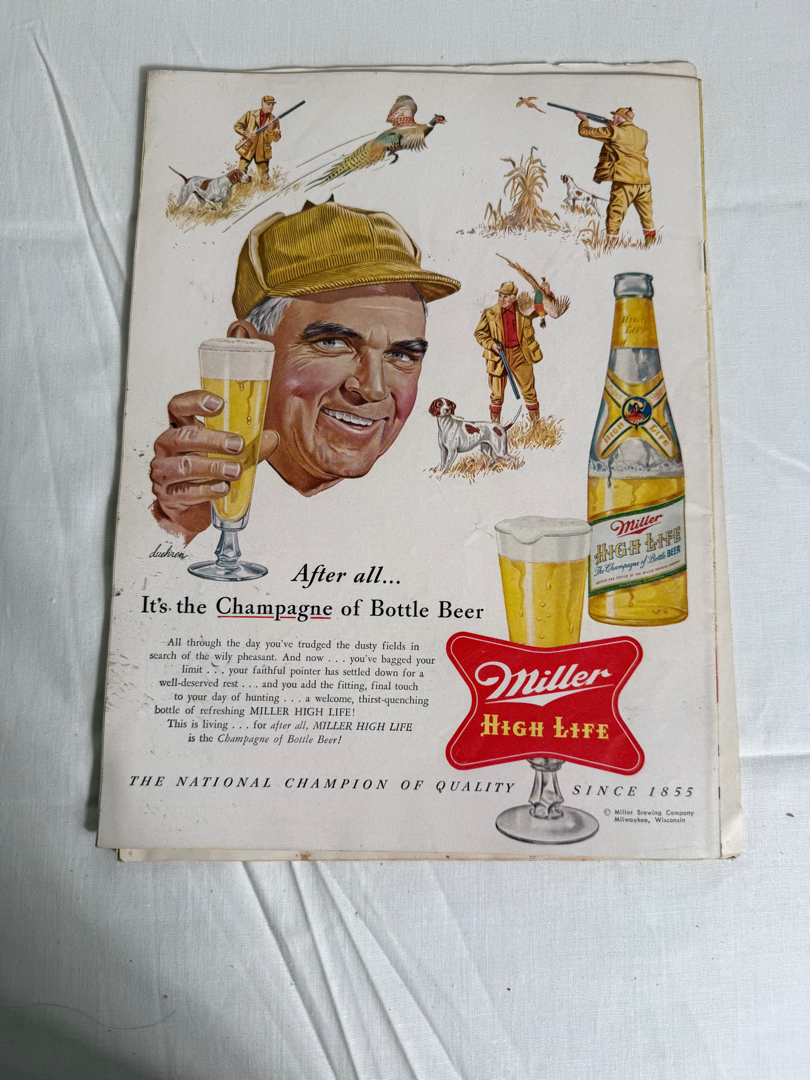 HIGH
LIFE
HIGH LIFE
Miller
HIGH LIFE
The Champagne of Bottle BEER
duehren
After all...
It's the Champagne of Bottle Beer
All through the day you've trudged the dusty fields in
search of the wily pheasant. And now . . . you've bagged your
limit . . . your faithful pointer has settled down for a
well-deserved rest . . . and you add the fitting, final touch
to your day of hunting . . . a welcome, thirst-quenching
bottle of refreshing MILLER HIGH LIFE!
This is living . . . for after all, MILLER HIGH LIFE
is the Champagne of Bottle Beer!
Miller
HIGH LIFE
THE NATIONAL CHAMPION OF QUALITY SINCE 1855
© Miller Brewing Company
Milwaukee, Wisconsin